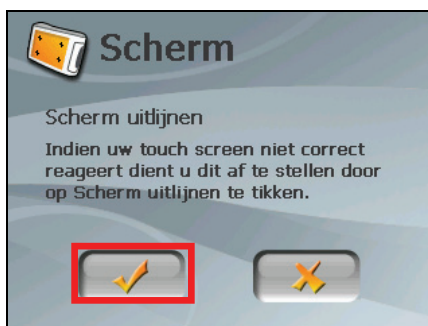 Scherm
Scherm uitlijnen
Indien uw touch screen niet correct
reageert dient u dit af te stellen door
op Scherm uitlijnen te tikken.